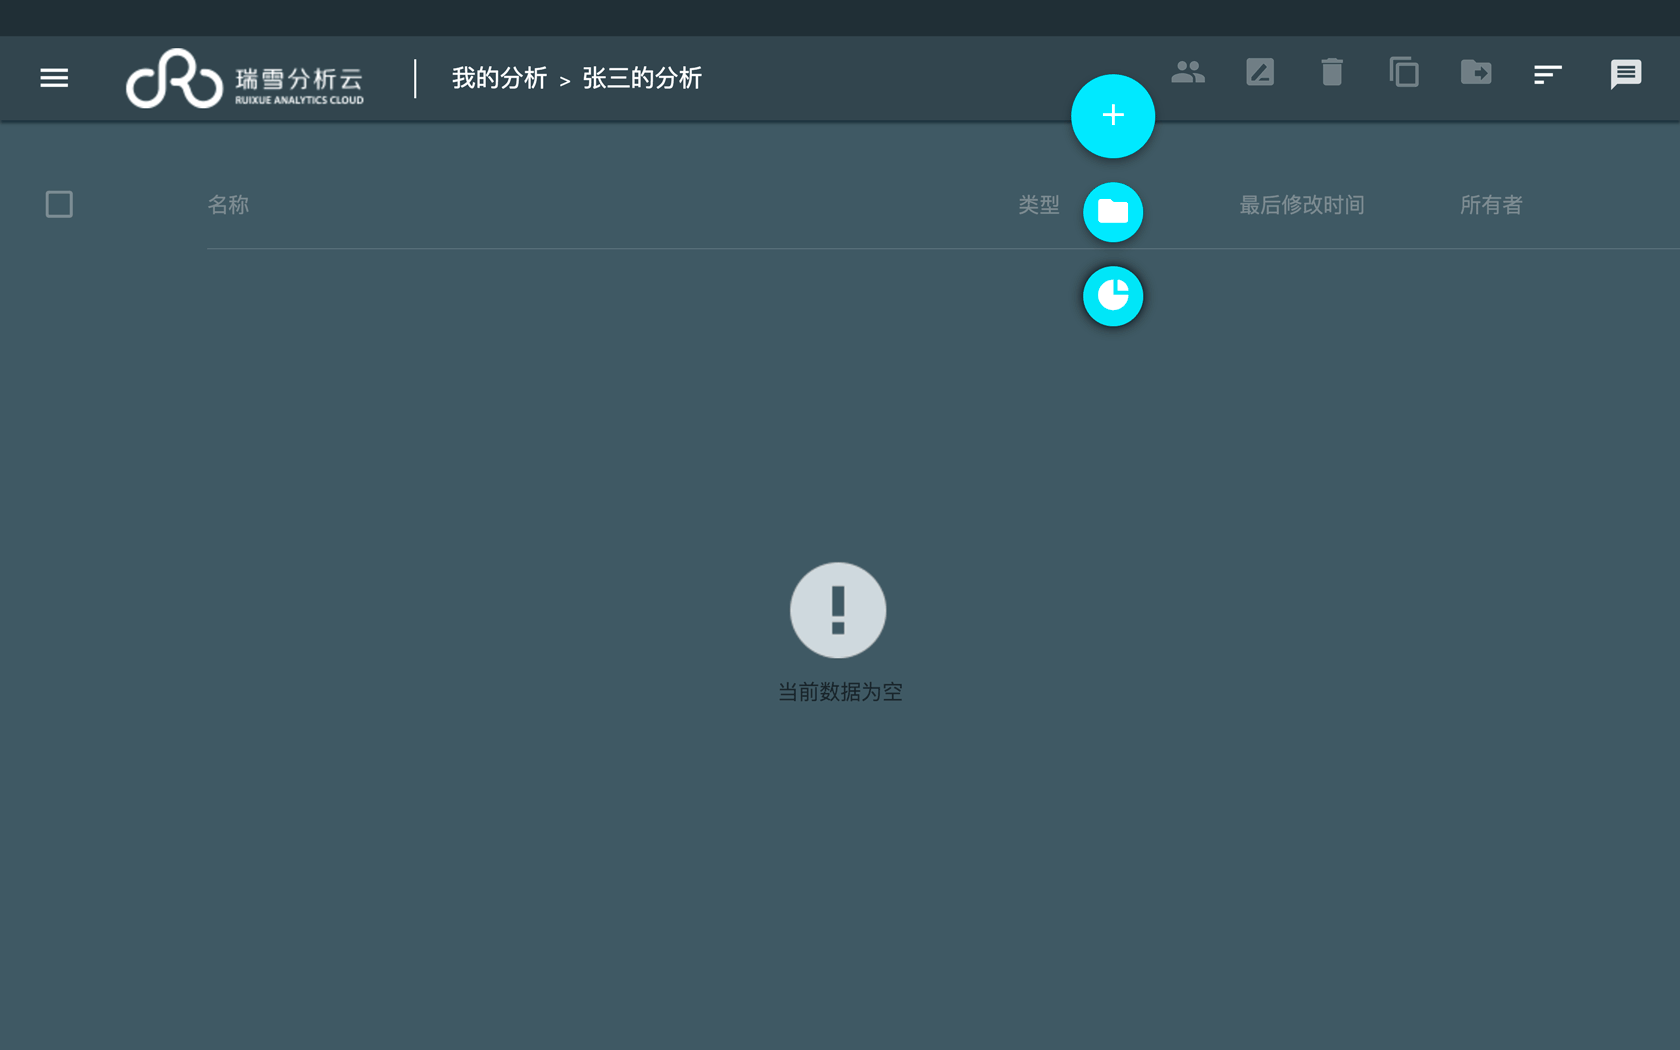 瑞雪分析云
RUIXUE ANALYTICS CLOUD
我的分析 > 张三的分析
名称 类型 最后修改时间 所有者
当前数据为空